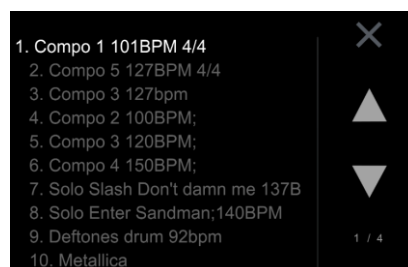 1. Compo 1 101BPM 4/4
2. Compo 5 127BPM 4/4
3. Compo 3 127bpm
4. Compo 2 100BPM;
5. Compo 3 120BPM;
6. Compo 4 150BPM;
7. Solo Slash Don't damn me 137B
8. Solo Enter Sandman;140BPM
9. Deftones drum 92bpm
1 / 4
10. Metallica